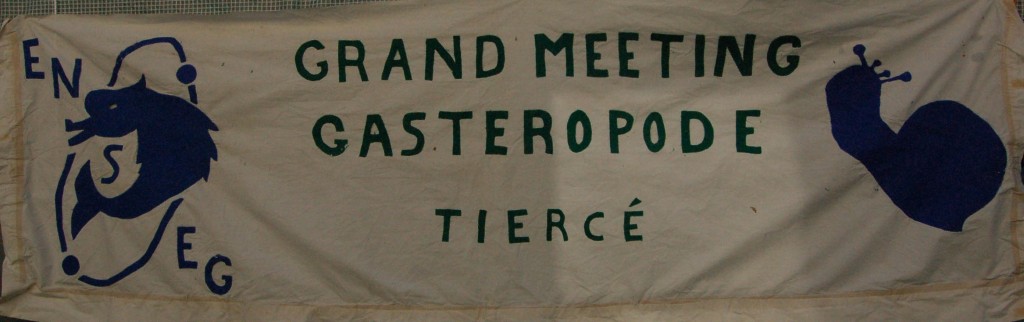 EN
S
EG
GRAND MEETING
GASTEROPODE
TIERCÉ